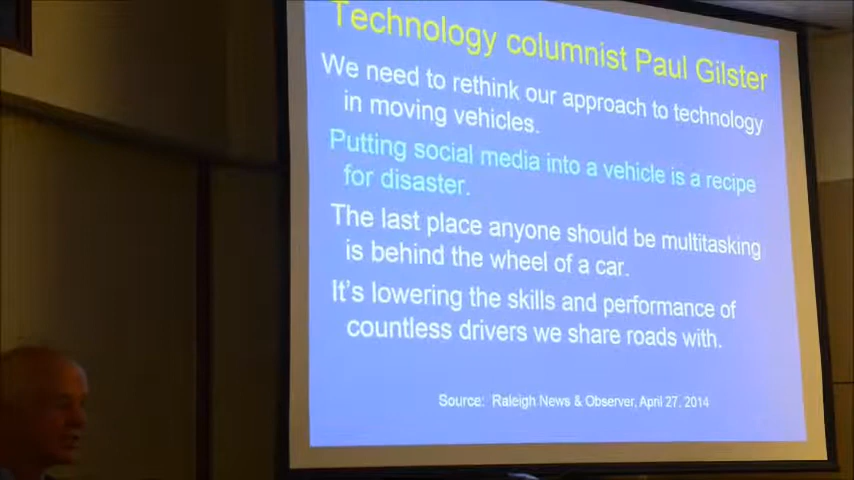 Technology columnist Paul Gilster
We need to rethink our approach to technology
in moving vehicles.
Putting social media into a vehicle is a recipe
for disaster.
The last place anyone should be multitasking
is behind the wheel of a car.
It's lowering the skills and performance of
countless drivers we share roads with.
Source: Raleigh News & Observer, April 27, 2014